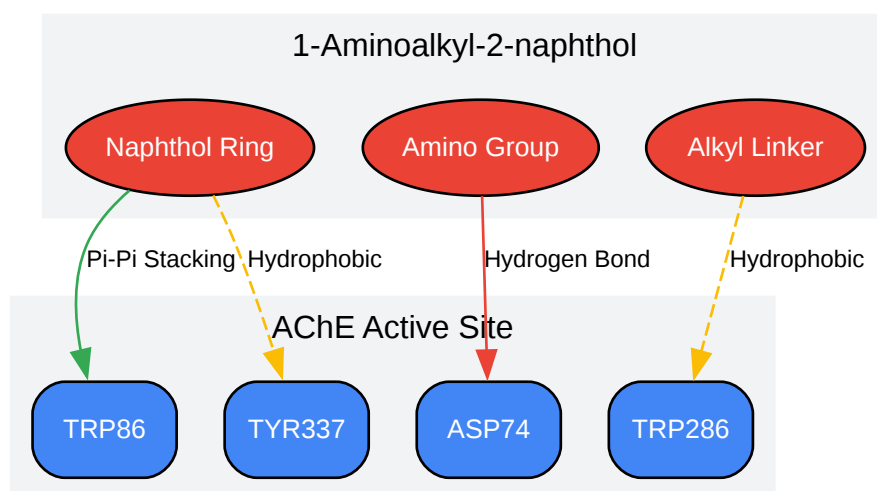 1-Aminoalkyl-2-naphthol
Naphthol Ring
Amino Group
Alkyl Linker
Pi-Pi Stacking
Hydrophobic
Hydrogen Bond
Hydrophobic
AChE Active Site
TRP86
TYR337
ASP74
TRP286